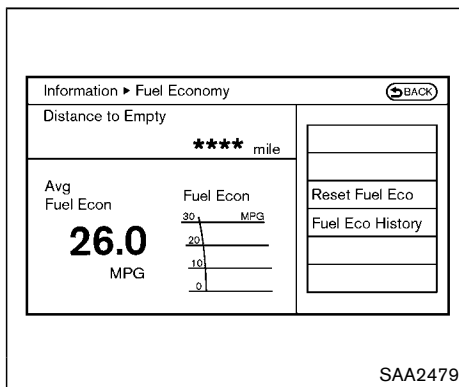 Information ▶ Fuel Economy
BACK
Distance to Empty
**** mile
Avg
Fuel Econ
26.0
MPG
Fuel Econ
30 MPG
20
10
0
Reset Fuel Eco
Fuel Eco History
SAA2479